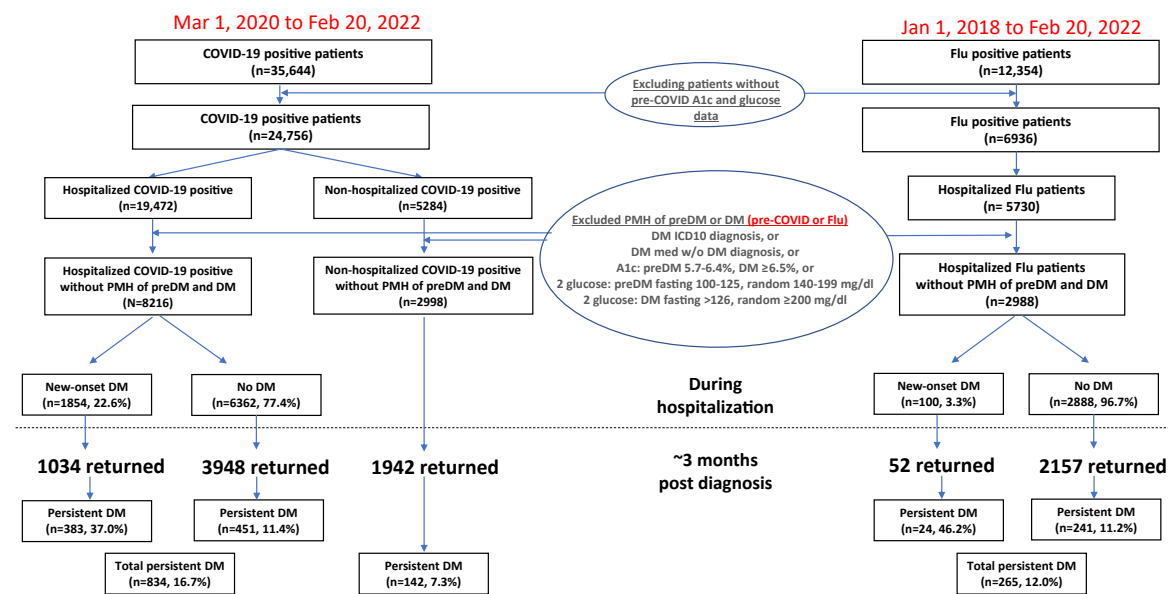 Mar 1, 2020 to Feb 20, 2022
Jan 1, 2018 to Feb 20, 2022
COVID-19 positive patients
(n=35,644)
Flu positive patients
(n=12,354)
Excluding patients without
pre-COVID A1c and glucose
data
COVID-19 positive patients
(n=24,756)
Flu positive patients
(n=6936)
Hospitalized COVID-19 positive
(n=19,472)
Non-hospitalized COVID-19 positive
(n=5284)
Hospitalized Flu patients
(n= 5730)
Excluded PMH of preDM or DM (pre-COVID or Flu)
DM ICD10 diagnosis, or
DM med w/o DM diagnosis, or
A1c: preDM 5.7-6.4%, DM ≥6.5%, or
2 glucose: preDM fasting 100-125, random 140-199 mg/dl
2 glucose: DM fasting >126, random ≥200 mg/dl
Hospitalized COVID-19 positive
without PMH of preDM and DM
(N=8216)
Non-hospitalized COVID-19 positive
without PMH of preDM and DM
(n=2998)
Hospitalized Flu patients
without PMH of preDM and DM
(n=2988)
New-onset DM
(n=1854, 22.6%)
No DM
(n=6362, 77.4%)
During
hospitalization
New-onset DM
(n=100, 3.3%)
No DM
(n=2888, 96.7%)
1034 returned
3948 returned
1942 returned
~3 months
post diagnosis
52 returned
2157 returned
Persistent DM
(n=383, 37.0%)
Persistent DM
(n=451, 11.4%)
Persistent DM
(n=24, 46.2%)
Persistent DM
(n=241, 11.2%)
Total persistent DM
(n=834, 16.7%)
Persistent DM
(n=142, 7.3%)
Total persistent DM
(n=265, 12.0%)